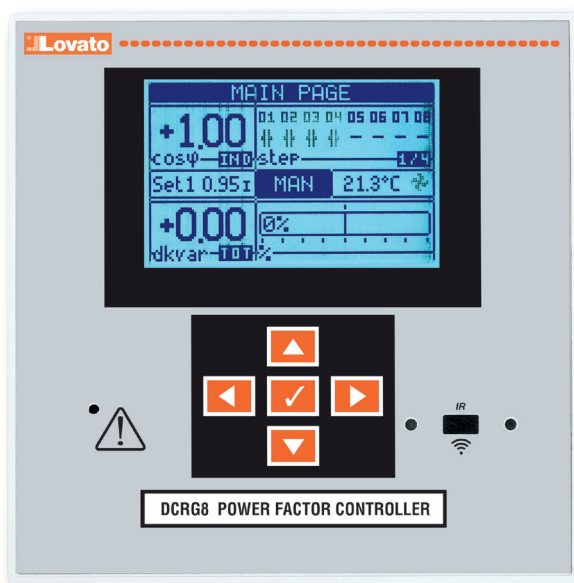 Lovato
MAIN PAGE
+1.00
01 02 03 04 05 06 07 08
cosφ IND step 1/4
Set1 0.95I MAN 21.3°C
+0.00
0%
dkvar TOT %
IR
DCRG8 POWER FACTOR CONTROLLER